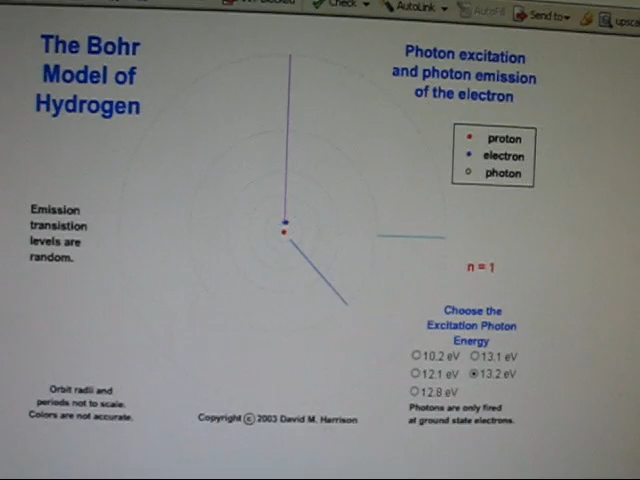 Check
AutoLink
AutoFill
Send to
upsca
The Bohr
Model of
Hydrogen
Photon excitation
and photon emission
of the electron
proton
electron
photon
Emission
transistion
levels are
random.
n = 1
Choose the
Excitation Photon
Energy
10.2 eV 13.1 eV
12.1 eV 13.2 eV
12.8 eV
Photons are only fired
at ground state electrons.
Orbit radii and
periods not to scale.
Colors are not accurate.
Copyright © 2003 David M. Harrison